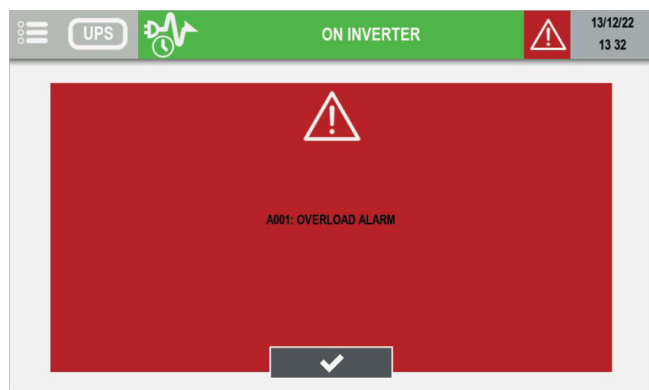 UPS
ON INVERTER
13/12/22
13 32
A001: OVERLOAD ALARM